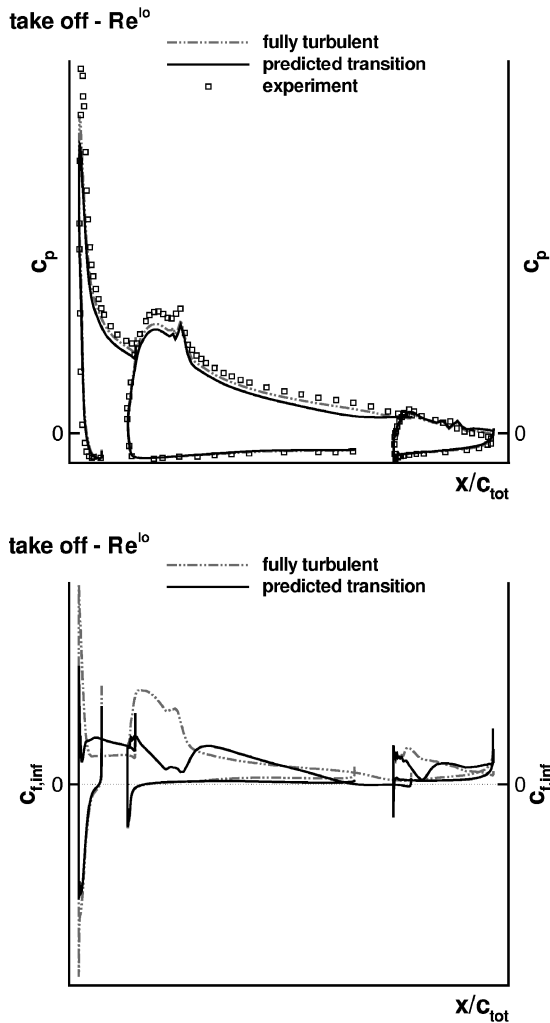 take off - Re^lo
fully turbulent
predicted transition
experiment
c_p
c_p
0
0
x/c_tot
take off - Re^lo
fully turbulent
predicted transition
c_f,inf
c_f,inf
0
0
x/c_tot